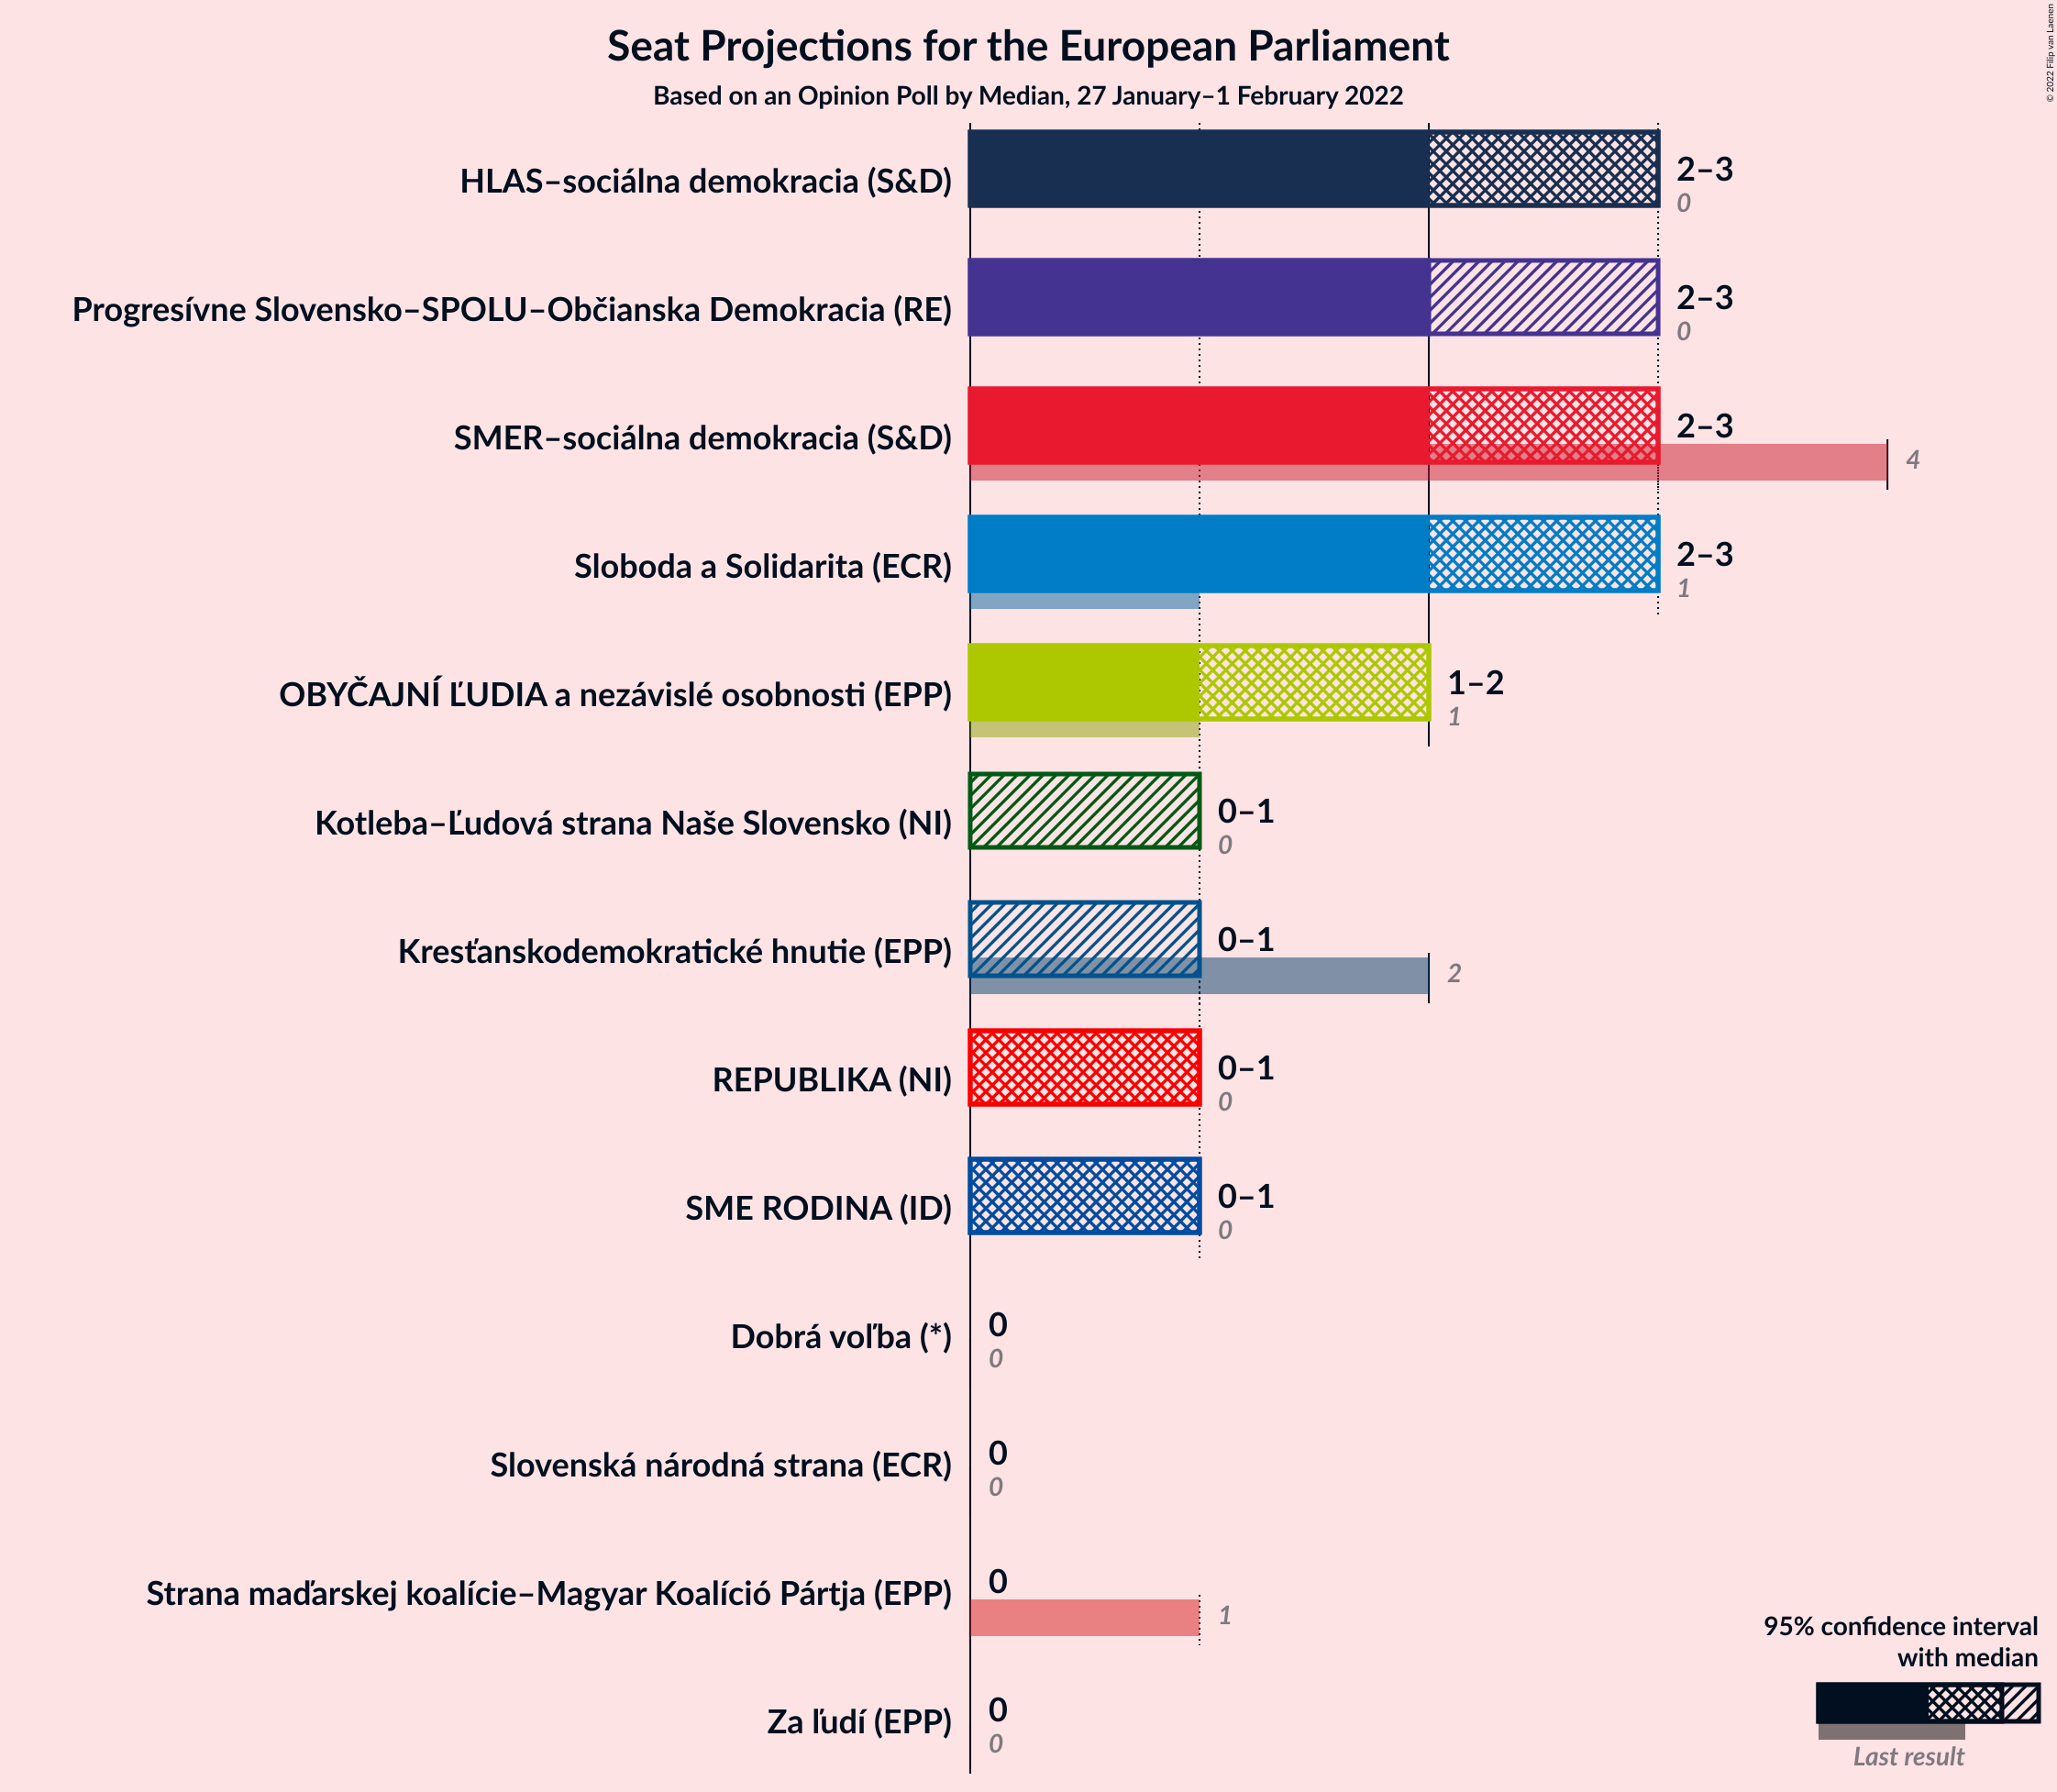 Seat Projections for the European Parliament
Based on an Opinion Poll by Median, 27 January–1 February 2022
© 2022 Filip van Laenen
HLAS–sociálna demokracia (S&D)
2–3
0
Progresívne Slovensko–SPOLU–Občianska Demokracia (RE)
2–3
0
SMER–sociálna demokracia (S&D)
2–3
4
Sloboda a Solidarita (ECR)
2–3
1
OBYČAJNÍ ĽUDIA a nezávislé osobnosti (EPP)
1–2
1
Kotleba–Ľudová strana Naše Slovensko (NI)
0–1
0
Kresťanskodemokratické hnutie (EPP)
0–1
2
REPUBLIKA (NI)
0–1
0
SME RODINA (ID)
0–1
0
Dobrá voľba (*)
0
0
Slovenská národná strana (ECR)
0
0
Strana maďarskej koalície–Magyar Koalíció Pártja (EPP)
0
1
Za ľudí (EPP)
0
0
95% confidence interval
with median
Last result